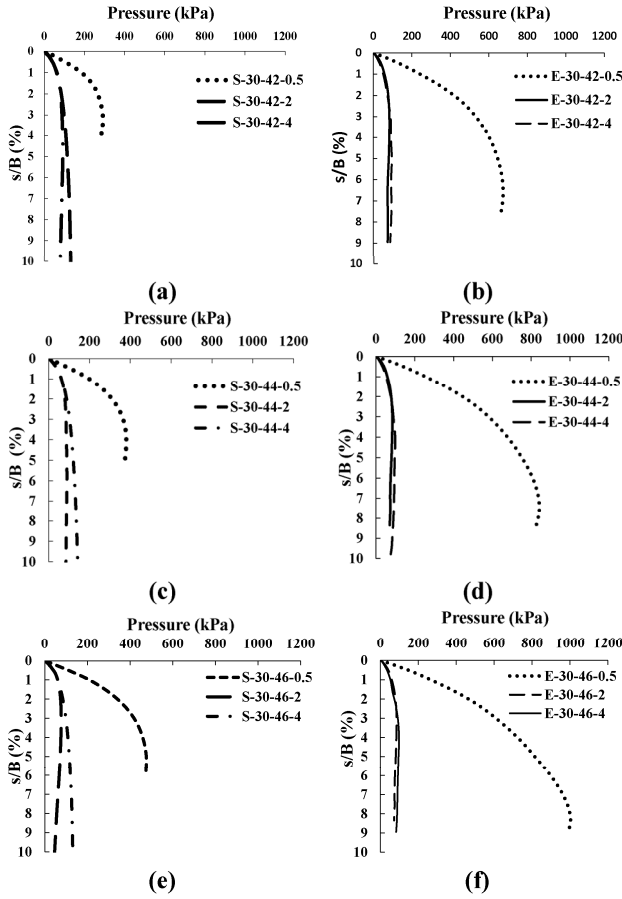 Pressure (kPa)
0 200 400 600 800 1000 1200
0
1
2
3
4
5
6
7
8
9
10
s/B (%)
S-30-42-0.5
S-30-42-2
S-30-42-4
(a)
Pressure (kPa)
0 200 400 600 800 1000 1200
0
1
2
3
4
5
6
7
8
9
10
s/B (%)
E-30-42-0.5
E-30-42-2
E-30-42-4
(b)
Pressure (kPa)
0 200 400 600 800 1000 1200
0
1
2
3
4
5
6
7
8
9
10
s/B (%)
S-30-44-0.5
S-30-44-2
S-30-44-4
(c)
Pressure (kPa)
0 200 400 600 800 1000 1200
0
1
2
3
4
5
6
7
8
9
10
s/B (%)
E-30-44-0.5
E-30-44-2
E-30-44-4
(d)
Pressure (kPa)
0 200 400 600 800 1000 1200
0
1
2
3
4
5
6
7
8
9
10
s/B (%)
S-30-46-0.5
S-30-46-2
S-30-46-4
(e)
Pressure (kPa)
0 200 400 600 800 1000 1200
0
1
2
3
4
5
6
7
8
9
10
s/B (%)
E-30-46-0.5
E-30-46-2
E-30-46-4
(f)